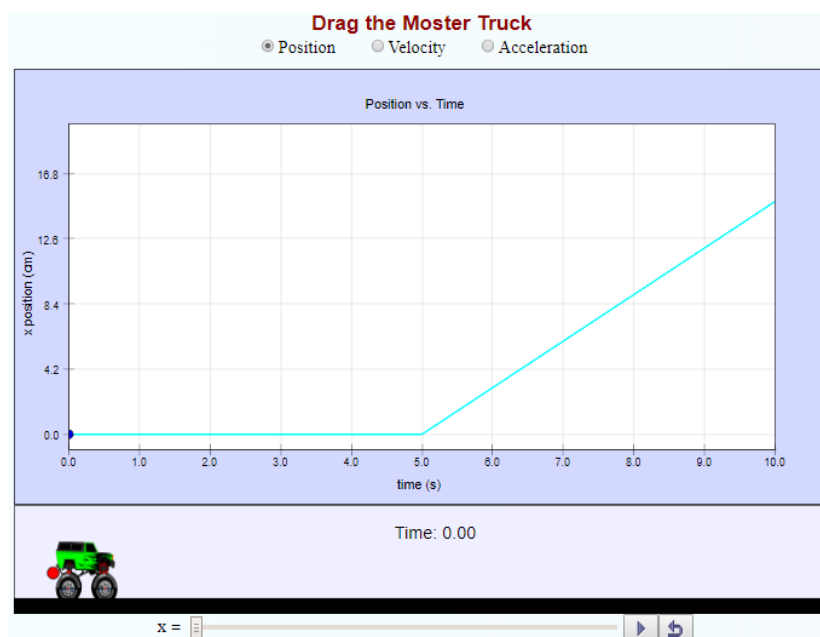 Drag the Moster Truck
Position Velocity Acceleration
Position vs. Time
x position (cm)
16.8
12.6
8.4
4.2
0.0
0.0 1.0 2.0 3.0 4.0 5.0 6.0 7.0 8.0 9.0 10.0
time (s)
Time: 0.00
x =